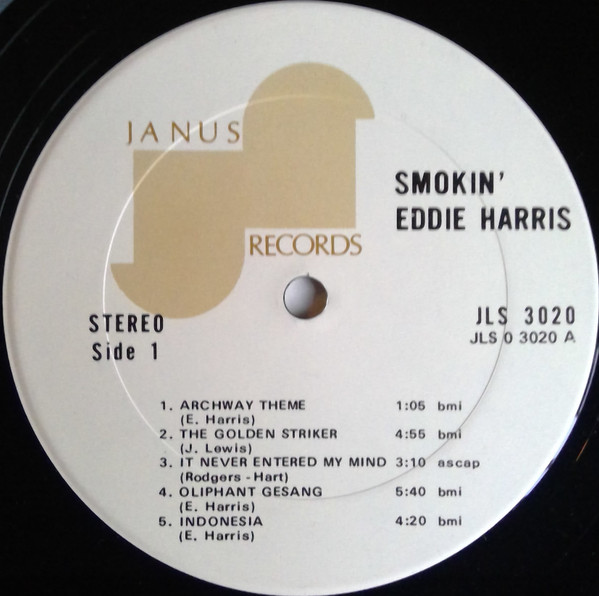 JANUS
RECORDS
SMOKIN'
EDDIE HARRIS
STEREO
Side 1
JLS 3020
JLS 0 3020 A
1. ARCHWAY THEME 1:05 bmi
(E. Harris)
2. THE GOLDEN STRIKER 4:55 bmi
(J. Lewis)
3. IT NEVER ENTERED MY MIND 3:10 ascap
(Rodgers - Hart)
4. OLIPHANT GESANG 5:40 bmi
(E. Harris)
5. INDONESIA 4:20 bmi
(E. Harris)